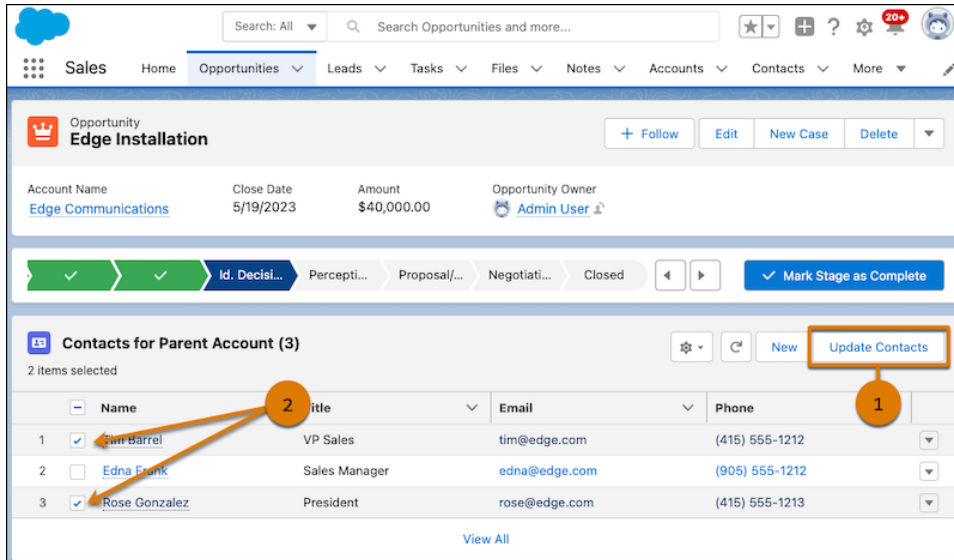 Search: All
Search Opportunities and more...
20+
Sales Home Opportunities Leads Tasks Files Notes Accounts Contacts More
Opportunity
Edge Installation
+ Follow Edit New Case Delete
Account Name Close Date Amount Opportunity Owner
Edge Communications 5/19/2023 $40,000.00 Admin User
Id. Decisi... Percepti... Proposal/... Negotiati... Closed Mark Stage as Complete
Contacts for Parent Account (3)
New Update Contacts
2 items selected
1
2
Name Title Email Phone
1 Tim Barrel VP Sales tim@edge.com (415) 555-1212
2 Edna Frank Sales Manager edna@edge.com (905) 555-1212
3 Rose Gonzalez President rose@edge.com (415) 555-1213
View All